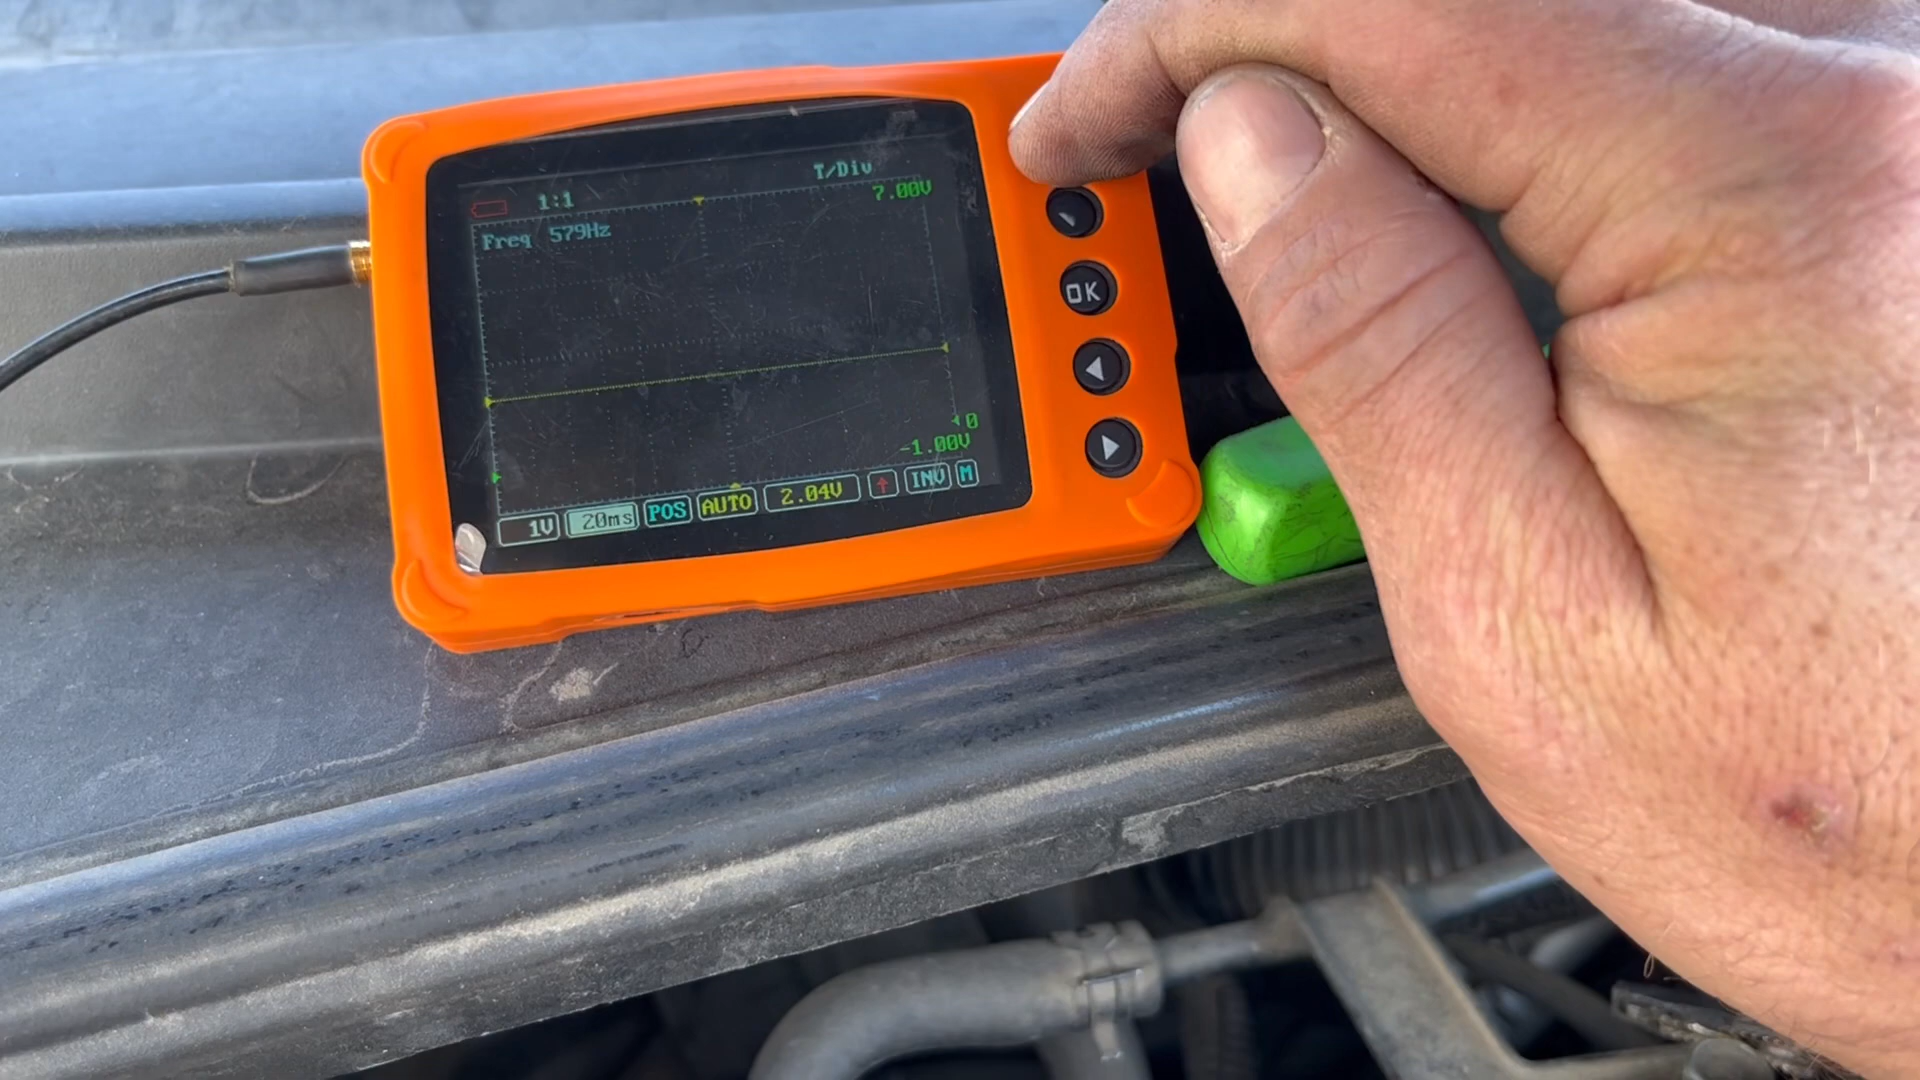 T/Div
1:1
7.00V
Freq 579Hz
0
-1.00V
1V 20ms POS AUTO 2.04V INV M
OK